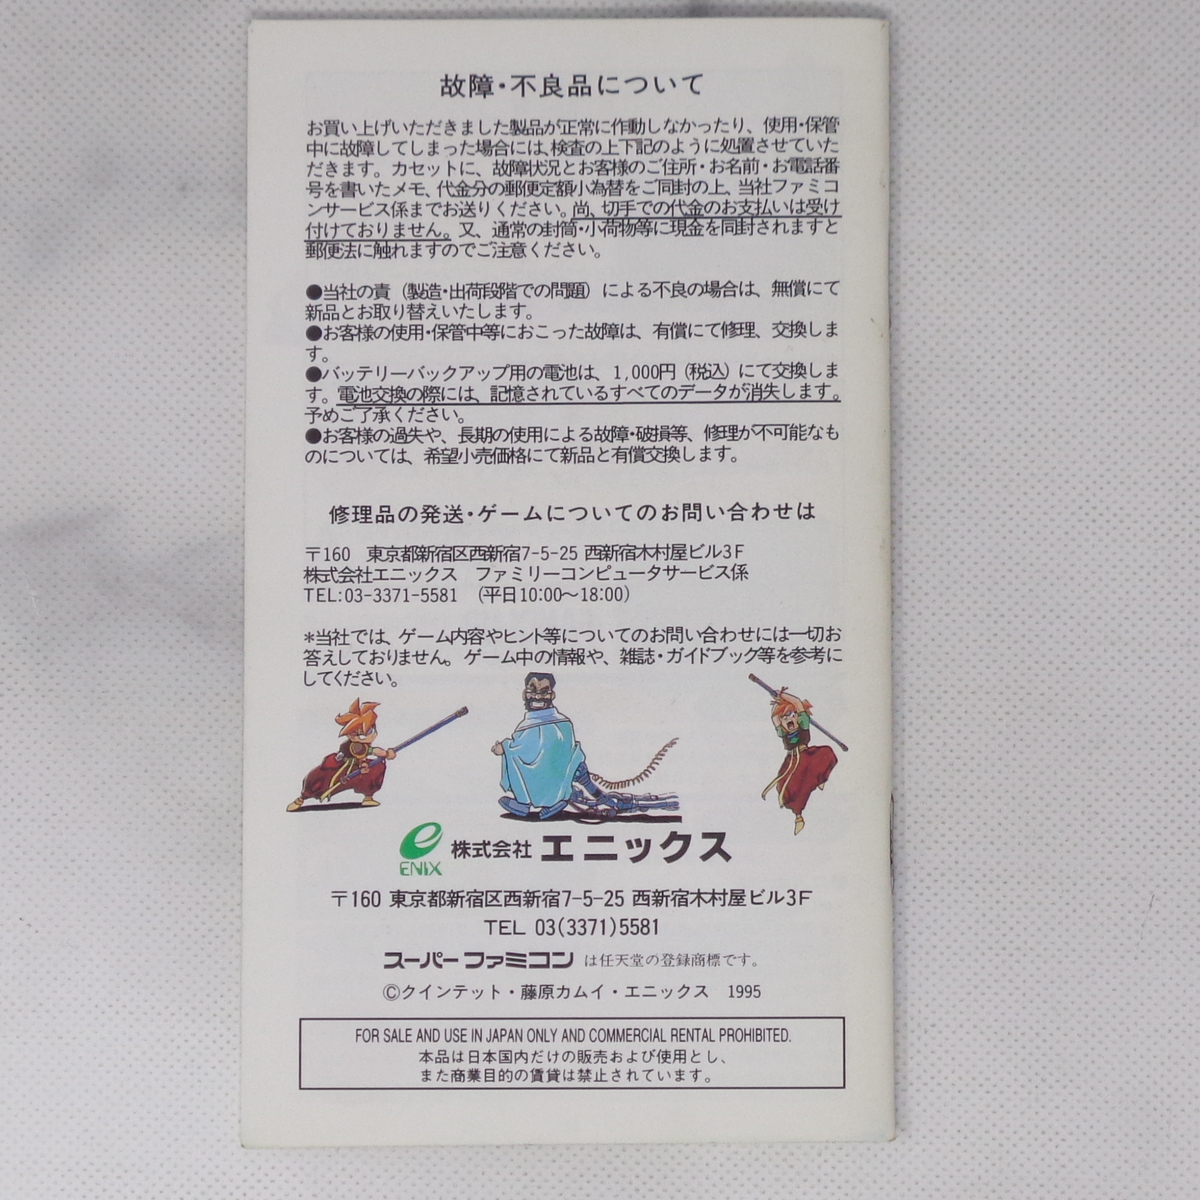 故障・不良品について
お買い上げいただきました製品が正常に作動しなかったり、使用・保管
中に故障してしまった場合には、検査の上下記のように処置させていた
だきます。カセットに、故障状況とお客様のご住所・お名前・お電話番
号を書いたメモ、代金分の郵便定額小為替をご同封の上、当社ファミコ
ンサービス係までお送りください。尚、切手での代金のお支払いは受け
付けておりません。又、通常の封筒・小荷物等に現金を同封されますと
郵便法に触れますのでご注意ください。
●当社の責（製造・出荷段階での問題）による不良の場合は、無償にて
新品とお取り替えいたします。
●お客様の使用・保管中等におこった故障は、有償にて修理、交換しま
す。
●バッテリーバックアップ用の電池は、1,000円（税込）にて交換しま
す。電池交換の際には、記憶されているすべてのデータが消失します。
予めご了承ください。
●お客様の過失や、長期の使用による故障・破損等、修理が不可能なも
のについては、希望小売価格にて新品と有償交換します。
修理品の発送・ゲームについてのお問い合わせは
〒160　東京都新宿区西新宿7-5-25 西新宿木村屋ビル3F
株式会社エニックス　ファミリーコンピュータサービス係
TEL:03-3371-5581　（平日10:00～18:00）
*当社では、ゲーム内容やヒント等についてのお問い合わせには一切お
答えしておりません。ゲーム中の情報や、雑誌・ガイドブック等を参考に
してください。
ENIX 株式会社 エニックス
〒160 東京都新宿区西新宿7-5-25 西新宿木村屋ビル3F
TEL 03(3371)5581
スーパーファミコン は任天堂の登録商標です。
©クインテット・藤原カムイ・エニックス　1995
FOR SALE AND USE IN JAPAN ONLY AND COMMERCIAL RENTAL PROHIBITED.
本品は日本国内だけの販売および使用とし、
また商業目的の賃貸は禁止されています。